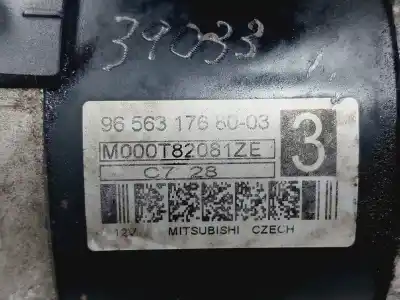 39033
96 563 176 80-03
M000T82081ZE
3
C7 28
12V MITSUBISHI CZECH